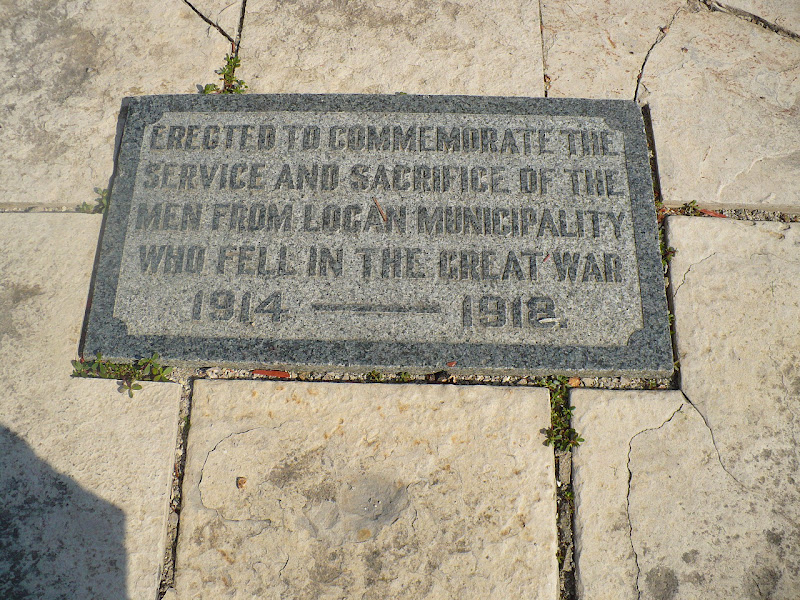 ERECTED TO COMMEMORATE THE
SERVICE AND SACRIFICE OF THE
MEN FROM LOGAN MUNICIPALITY
WHO FELL IN THE GREAT WAR
1914 — 1918.